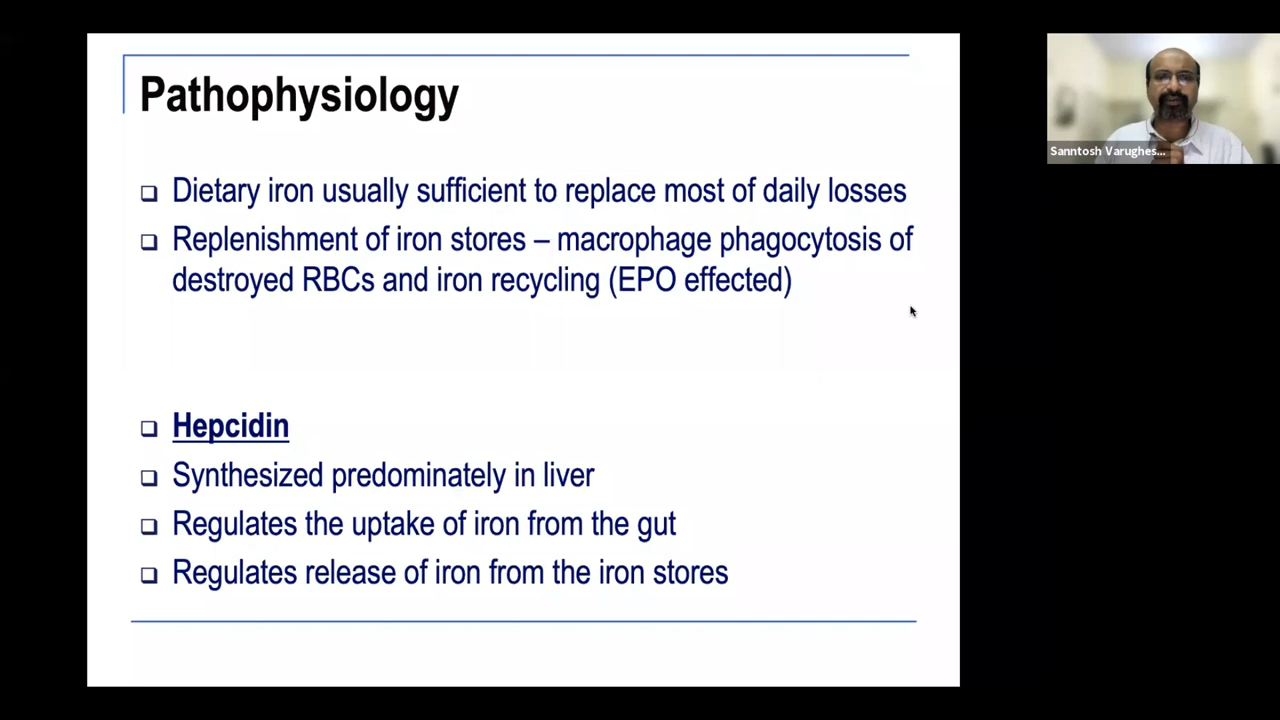 Pathophysiology
❑ Dietary iron usually sufficient to replace most of daily losses
❑ Replenishment of iron stores – macrophage phagocytosis of
destroyed RBCs and iron recycling (EPO effected)
❑ Hepcidin
❑ Synthesized predominately in liver
❑ Regulates the uptake of iron from the gut
❑ Regulates release of iron from the iron stores
Sanntosh Varughes...